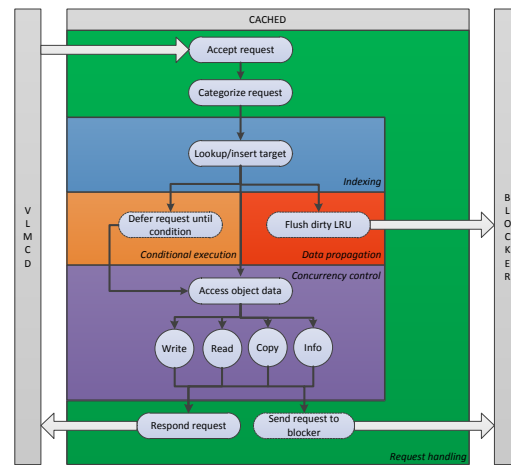 CACHED
Accept request
Categorize request
Lookup/insert target
Indexing
Defer request until
condition
Flush dirty LRU
Conditional execution
Data propagation
Concurrency control
Access object data
Write
Read
Copy
Info
Respond request
Send request to
blocker
Request handling
V
L
M
C
D
B
L
O
C
K
E
R